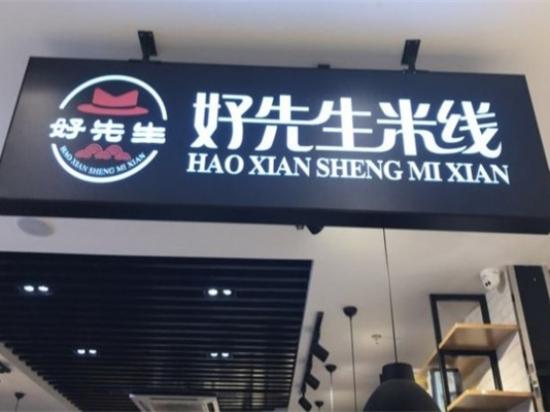 好先生
HAO XIAN SHENG MI XIAN
好先生米线
HAO XIAN SHENG MI XIAN